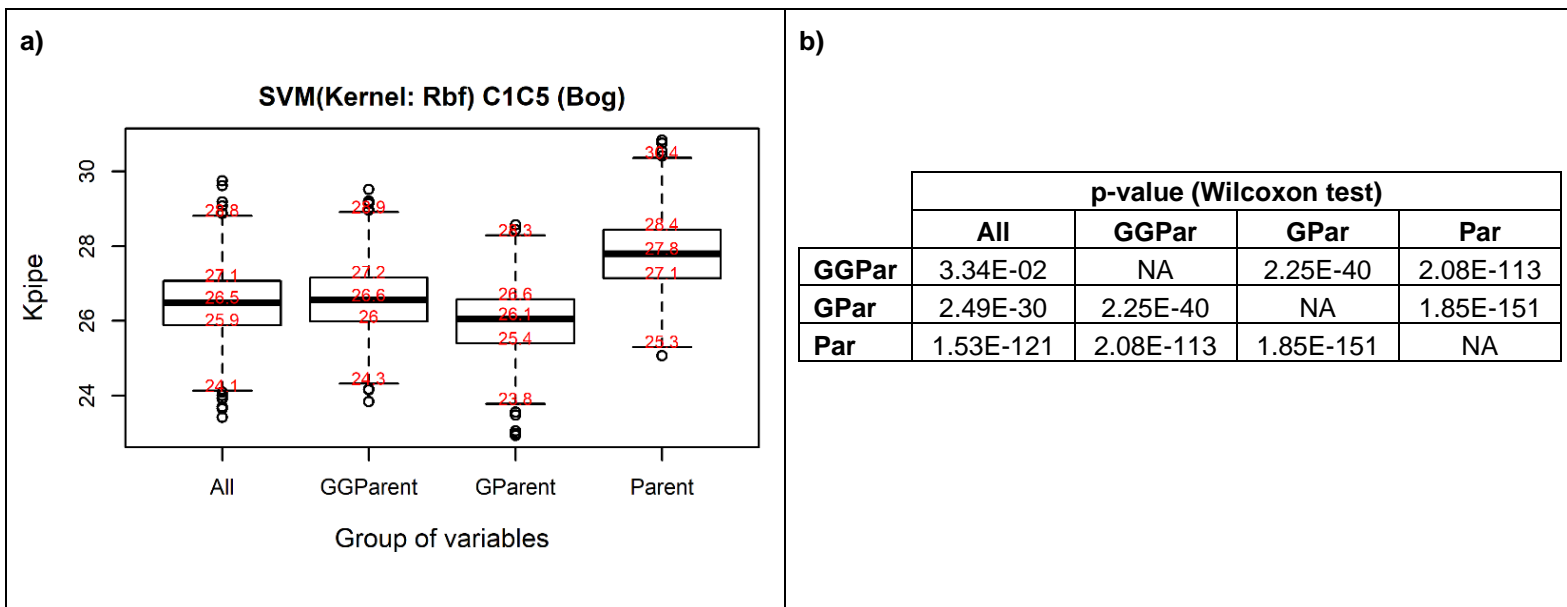 a)
SVM(Kernel: Rbf) C1C5 (Bog)
Kpipe
30
28
26
24
28.8
27.1
26.5
25.9
24.1
28.9
27.2
26.6
26
24.3
28.3
26.6
26.1
25.4
23.8
30.4
28.4
27.8
27.1
25.3
All GGParent GParent Parent
Group of variables
b)
p-value (Wilcoxon test)
All GGPar GPar Par
GGPar 3.34E-02 NA 2.25E-40 2.08E-113
GPar 2.49E-30 2.25E-40 NA 1.85E-151
Par 1.53E-121 2.08E-113 1.85E-151 NA